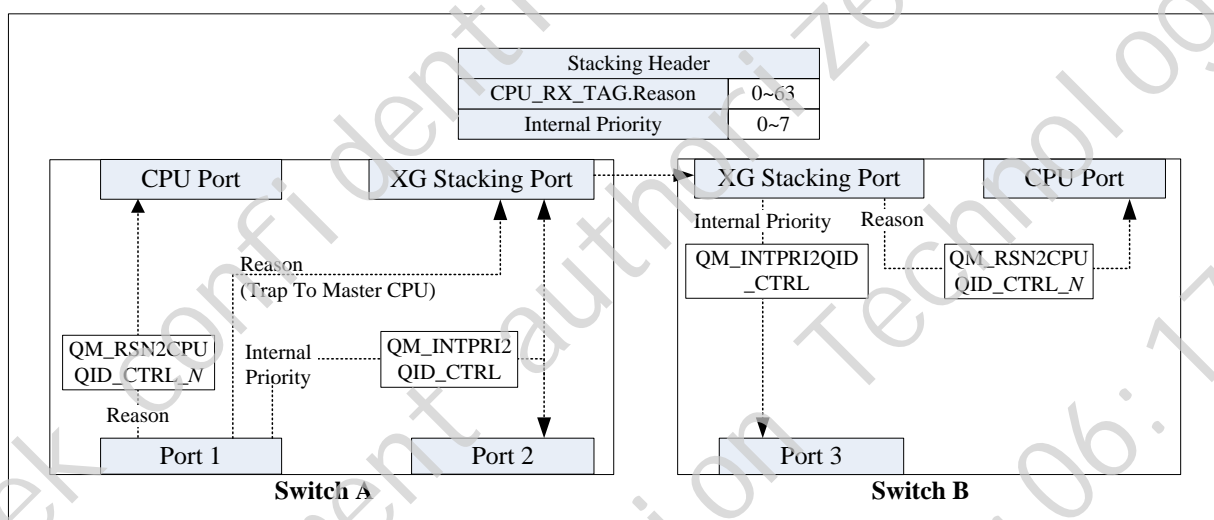 Stacking Header
CPU_RX_TAG.Reason 0~63
Internal Priority 0~7
CPU Port
XG Stacking Port
XG Stacking Port
CPU Port
Internal Priority
Reason
Reason
(Trap To Master CPU)
QM_INTPRI2QID
_CTRL
QM_RSN2CPU
QID_CTRL_N
QM_RSN2CPU
QID_CTRL_N
Internal
Priority
QM_INTPRI2
QID_CTRL
Reason
Port 1
Port 2
Port 3
Switch A
Switch B